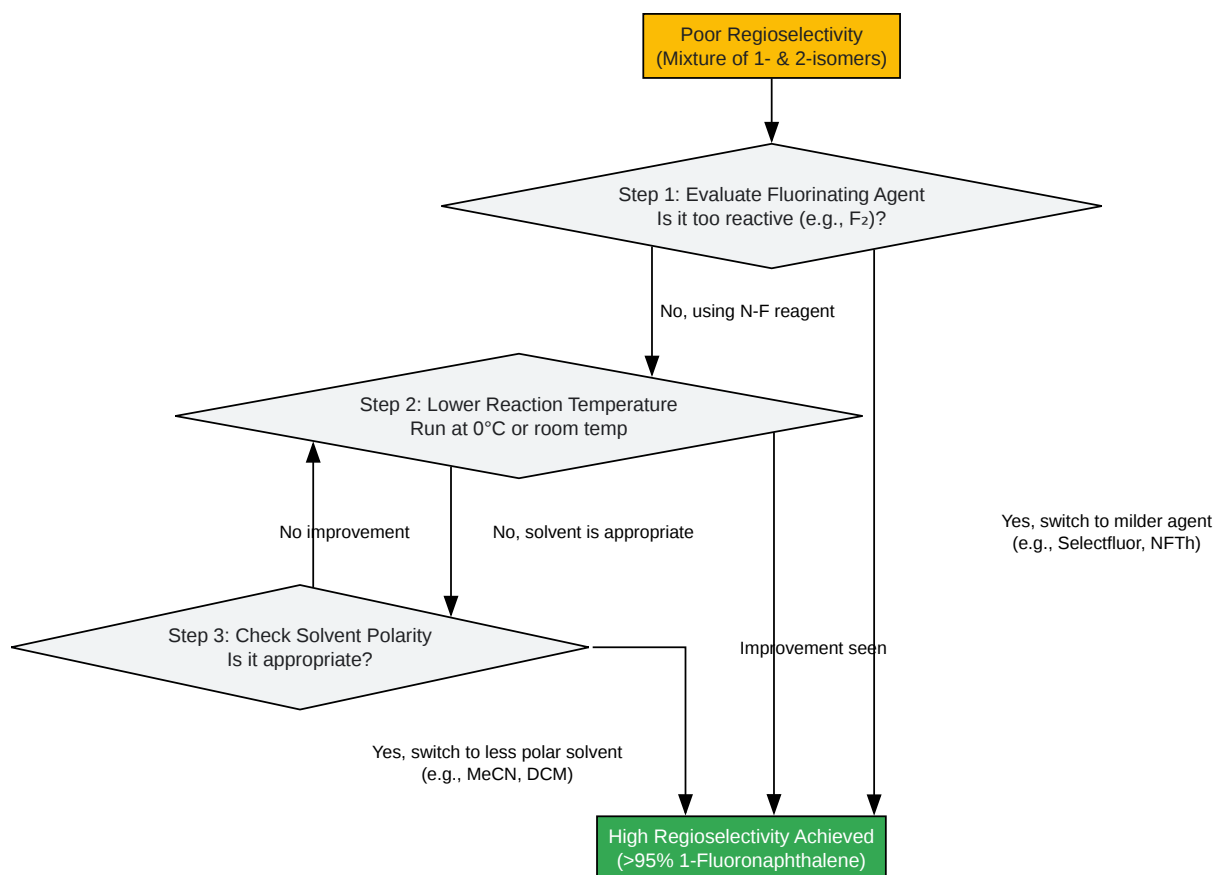 Poor Regioselectivity
(Mixture of 1- & 2-isomers)
Step 1: Evaluate Fluorinating Agent
Is it too reactive (e.g., F₂)?
No, using N-F reagent
Step 2: Lower Reaction Temperature
Run at 0°C or room temp
No improvement
No, solvent is appropriate
Yes, switch to milder agent
(e.g., Selectfluor, NFTh)
Step 3: Check Solvent Polarity
Is it appropriate?
Improvement seen
Yes, switch to less polar solvent
(e.g., MeCN, DCM)
High Regioselectivity Achieved
(>95% 1-Fluoronaphthalene)